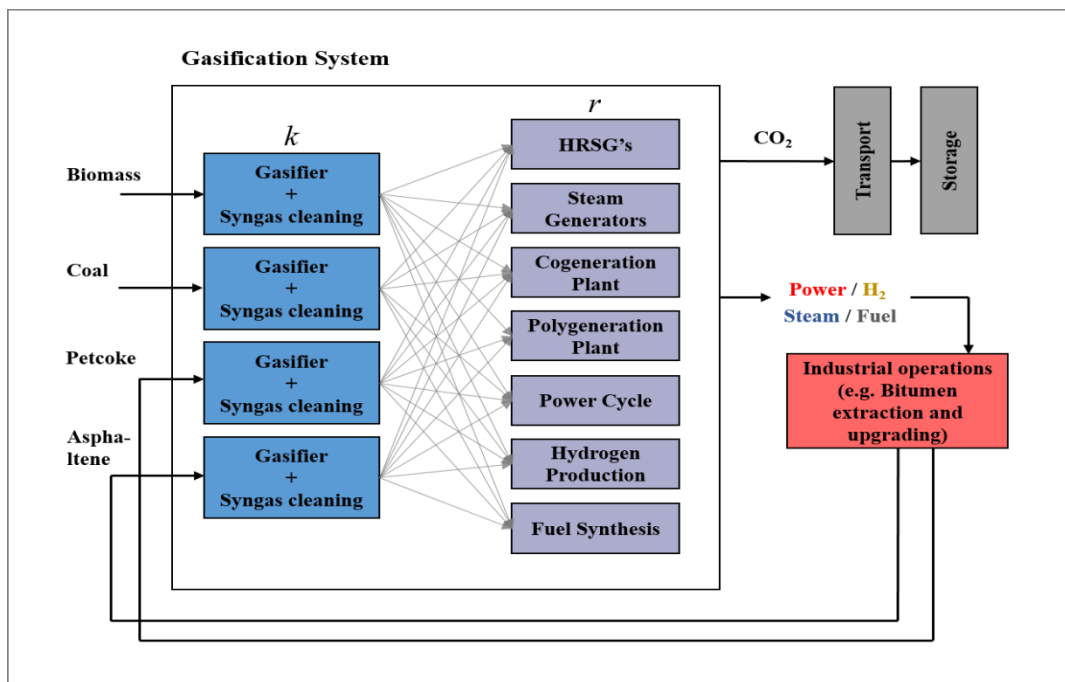 Gasification System
k
r
Biomass
Coal
Petcoke
Aspha-
ltene
Gasifier
+
Syngas cleaning
Gasifier
+
Syngas cleaning
Gasifier
+
Syngas cleaning
Gasifier
+
Syngas cleaning
HRSG's
Steam
Generators
Cogeneration
Plant
Polygeneration
Plant
Power Cycle
Hydrogen
Production
Fuel Synthesis
CO₂
Transport
Storage
Power / H₂
Steam / Fuel
Industrial operations
(e.g. Bitumen
extraction and
upgrading)